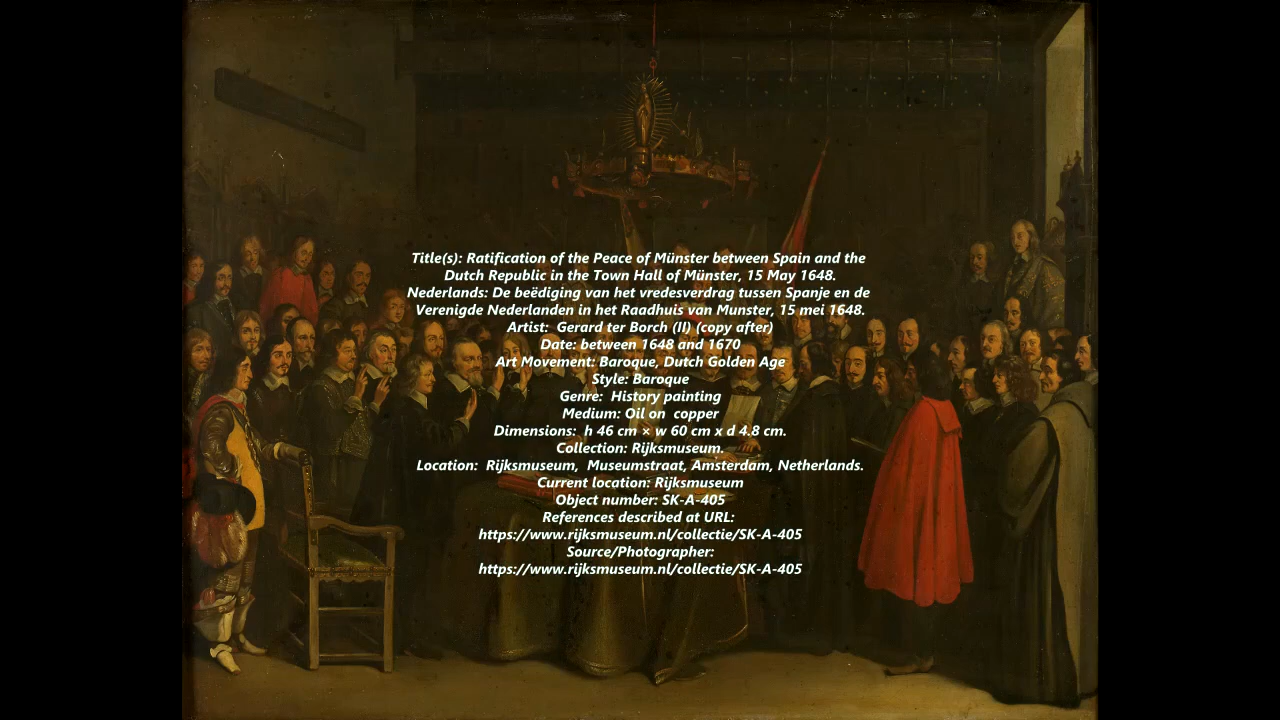 Title(s): Ratification of the Peace of Münster between Spain and the
Dutch Republic in the Town Hall of Münster, 15 May 1648.
Nederlands: De beëdiging van het vredesverdrag tussen Spanje en de
Verenigde Nederlanden in het Raadhuis van Munster, 15 mei 1648.
Artist: Gerard ter Borch (II) (copy after)
Date: between 1648 and 1670
Art Movement: Baroque, Dutch Golden Age
Style: Baroque
Genre: History painting
Medium: Oil on copper
Dimensions: h 46 cm × w 60 cm x d 4.8 cm.
Collection: Rijksmuseum.
Location: Rijksmuseum, Museumstraat, Amsterdam, Netherlands.
Current location: Rijksmuseum
Object number: SK-A-405
References described at URL:
https://www.rijksmuseum.nl/collectie/SK-A-405
Source/Photographer:
https://www.rijksmuseum.nl/collectie/SK-A-405